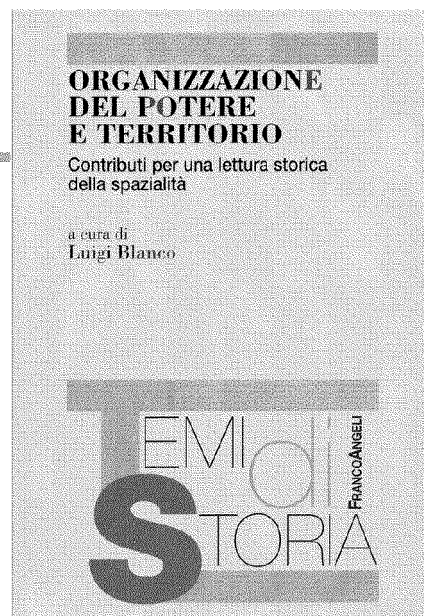 ORGANIZZAZIONE
DEL POTERE
E TERRITORIO
Contributi per una lettura storica
della spazialità
a cura di
Luigi Blanco
TEMI di
STORIA
FRANCOANGELI